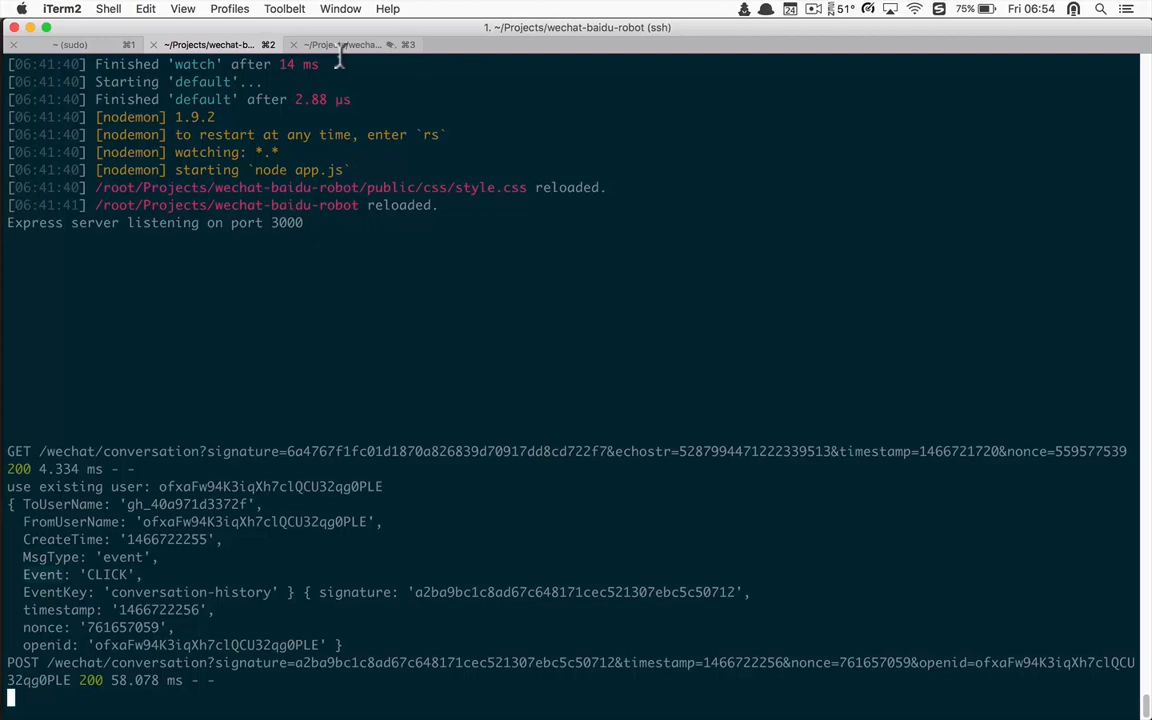 iTerm2 Shell Edit View Profiles Toolbelt Window Help 24 51° 75% Fri 06:54
1. ~/Projects/wechat-baidu-robot (ssh)
~ (sudo) ⌘1 ~/Projects/wechat-b... ⌘2 ~/Projects/wecha... ⌘3
[06:41:40] Finished 'watch' after 14 ms
[06:41:40] Starting 'default'...
[06:41:40] Finished 'default' after 2.88 μs
[06:41:40] [nodemon] 1.9.2
[06:41:40] [nodemon] to restart at any time, enter `rs`
[06:41:40] [nodemon] watching: *.*
[06:41:40] [nodemon] starting `node app.js`
[06:41:40] /root/Projects/wechat-baidu-robot/public/css/style.css reloaded.
[06:41:41] /root/Projects/wechat-baidu-robot reloaded.
Express server listening on port 3000
GET /wechat/conversation?signature=6a4767f1fc01d1870a826839d70917dd8cd722f7&echostr=5287994471222339513&timestamp=1466721720&nonce=559577539
200 4.334 ms - -
use existing user: ofxaFw94K3iqXh7clQCU32qg0PLE
{ ToUserName: 'gh_40a971d3372f',
FromUserName: 'ofxaFw94K3iqXh7clQCU32qg0PLE',
CreateTime: '1466722255',
MsgType: 'event',
Event: 'CLICK',
EventKey: 'conversation-history' } { signature: 'a2ba9bc1c8ad67c648171cec521307ebc5c50712',
timestamp: '1466722256',
nonce: '761657059',
openid: 'ofxaFw94K3iqXh7clQCU32qg0PLE' }
POST /wechat/conversation?signature=a2ba9bc1c8ad67c648171cec521307ebc5c50712&timestamp=1466722256&nonce=761657059&openid=ofxaFw94K3iqXh7clQCU
32qg0PLE 200 58.078 ms - -